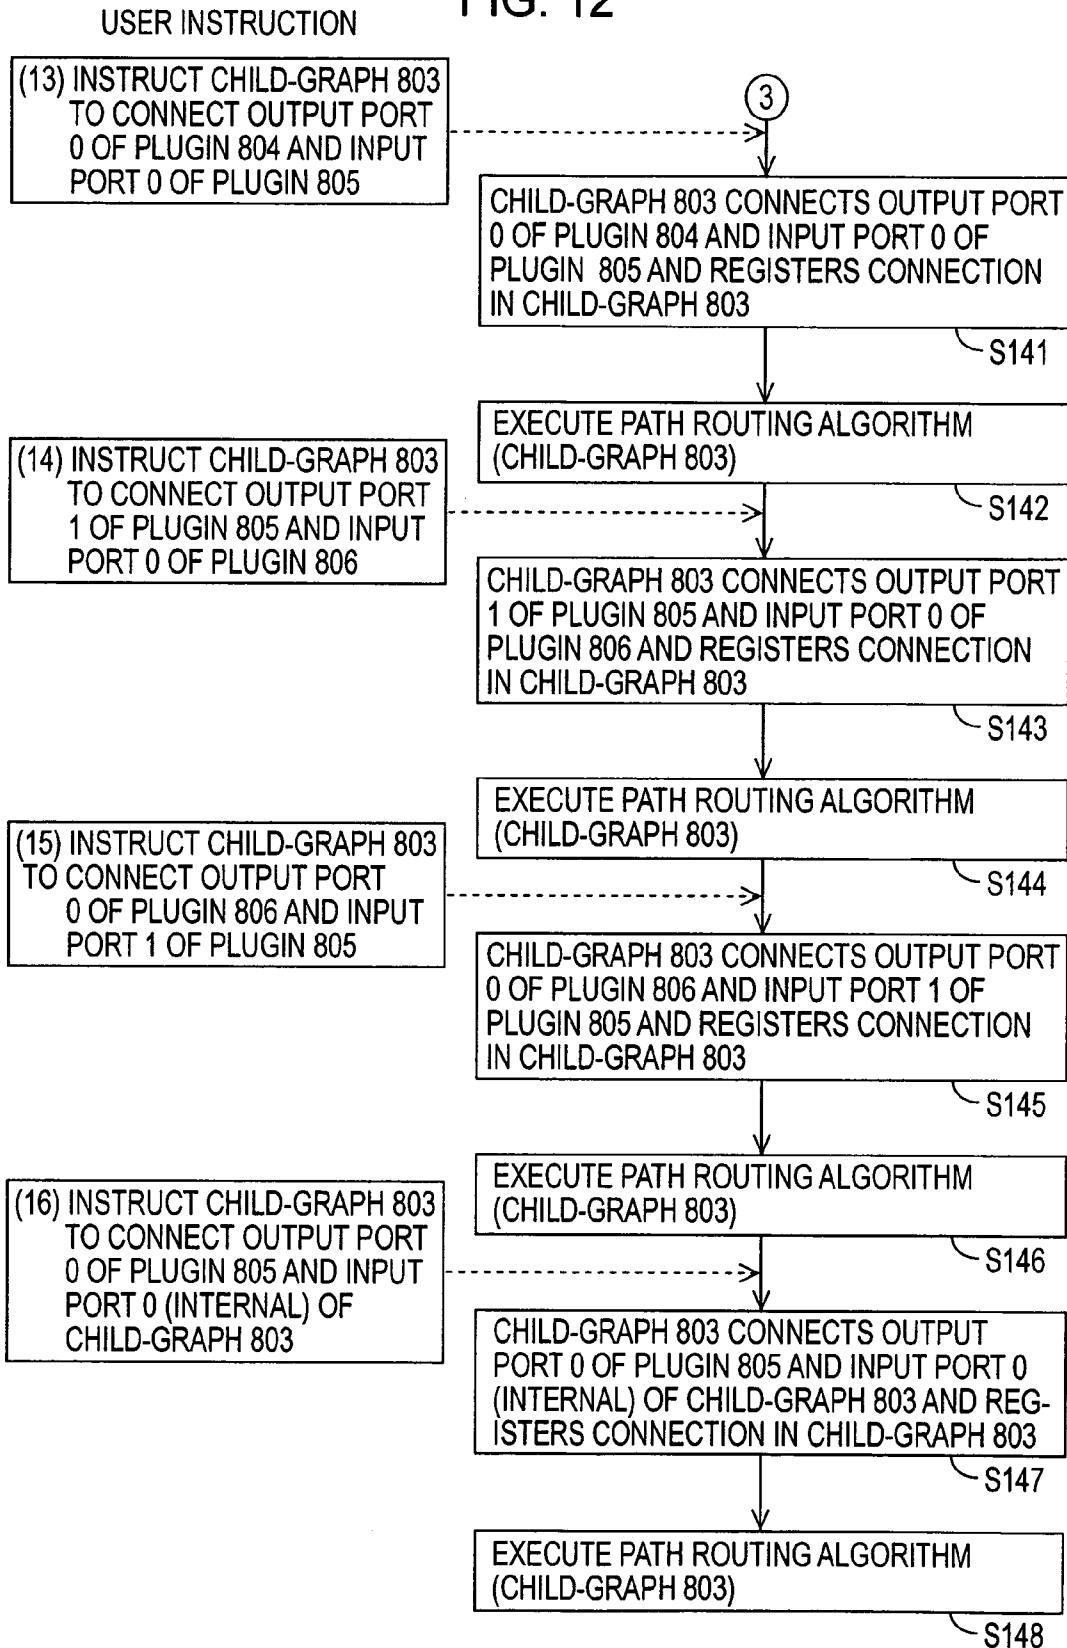 FIG. 12
USER INSTRUCTION
(13) INSTRUCT CHILD-GRAPH 803
TO CONNECT OUTPUT PORT
0 OF PLUGIN 804 AND INPUT
PORT 0 OF PLUGIN 805
3
CHILD-GRAPH 803 CONNECTS OUTPUT PORT
0 OF PLUGIN 804 AND INPUT PORT 0 OF
PLUGIN 805 AND REGISTERS CONNECTION
IN CHILD-GRAPH 803
S141
EXECUTE PATH ROUTING ALGORITHM
(CHILD-GRAPH 803)
S142
(14) INSTRUCT CHILD-GRAPH 803
TO CONNECT OUTPUT PORT
1 OF PLUGIN 805 AND INPUT
PORT 0 OF PLUGIN 806
CHILD-GRAPH 803 CONNECTS OUTPUT PORT
1 OF PLUGIN 805 AND INPUT PORT 0 OF
PLUGIN 806 AND REGISTERS CONNECTION
IN CHILD-GRAPH 803
S143
EXECUTE PATH ROUTING ALGORITHM
(CHILD-GRAPH 803)
S144
(15) INSTRUCT CHILD-GRAPH 803
TO CONNECT OUTPUT PORT
0 OF PLUGIN 806 AND INPUT
PORT 1 OF PLUGIN 805
CHILD-GRAPH 803 CONNECTS OUTPUT PORT
0 OF PLUGIN 806 AND INPUT PORT 1 OF
PLUGIN 805 AND REGISTERS CONNECTION
IN CHILD-GRAPH 803
S145
EXECUTE PATH ROUTING ALGORITHM
(CHILD-GRAPH 803)
S146
(16) INSTRUCT CHILD-GRAPH 803
TO CONNECT OUTPUT PORT
0 OF PLUGIN 805 AND INPUT
PORT 0 (INTERNAL) OF
CHILD-GRAPH 803
CHILD-GRAPH 803 CONNECTS OUTPUT
PORT 0 OF PLUGIN 805 AND INPUT PORT 0
(INTERNAL) OF CHILD-GRAPH 803 AND REG-
ISTERS CONNECTION IN CHILD-GRAPH 803
S147
EXECUTE PATH ROUTING ALGORITHM
(CHILD-GRAPH 803)
S148